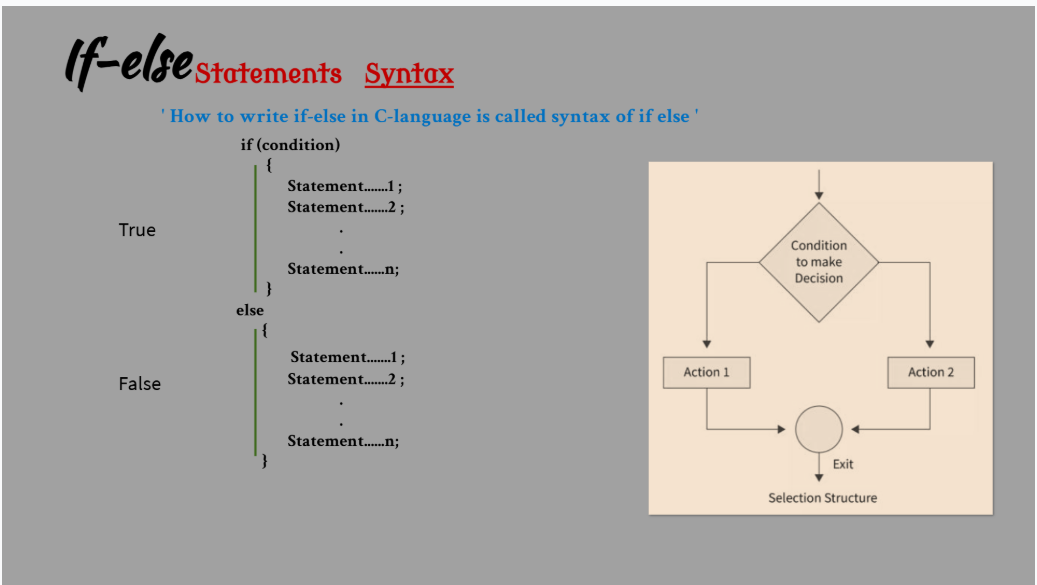 If-else Statements Syntax
' How to write if-else in C-language is called syntax of if else '
if (condition)
{
Statement.......1 ;
Statement.......2 ;
.
.
Statement......n;
}
True
else
{
Statement.......1 ;
Statement.......2 ;
.
.
Statement......n;
}
False
Condition
to make
Decision
Action 1
Action 2
Exit
Selection Structure